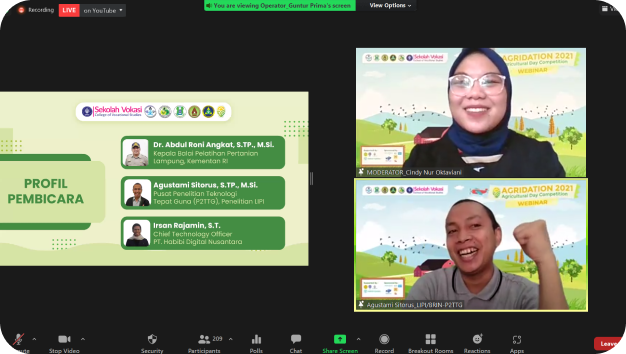 Recording
LIVE
on YouTube
You are viewing Operator_Guntur Prima's screen
View Options
Sekolah Vokasi
College of Vocational Studies
PROFIL
PEMBICARA
Dr. Abdul Roni Angkat, S.TP., M.Si.
Kepala Balai Pelatihan Pertanian
Lampung, Kementan RI
Agustami Sitorus, S.TP., M.Si.
Pusat Penelitian Teknologi
Tepat Guna (P2TTG), Penelitian LIPI
Irsan Rajamin, S.T.
Chief Technology Officer
PT. Habibi Digital Nusantara
Sekolah Vokasi
AGRIDATION 2021
Agricultural Day Competition
WEBINAR
MODERATOR_Cindy Nur Oktaviani
Sekolah Vokasi
AGRIDATION 2021
Agricultural Day Competition
WEBINAR
Agustami Sitorus_LIPI/BRIN-P2TTG
209
Stop Video
Security
Participants
Polls
Chat
Share Screen
Record
Breakout Rooms
Reactions
Apps
Leave